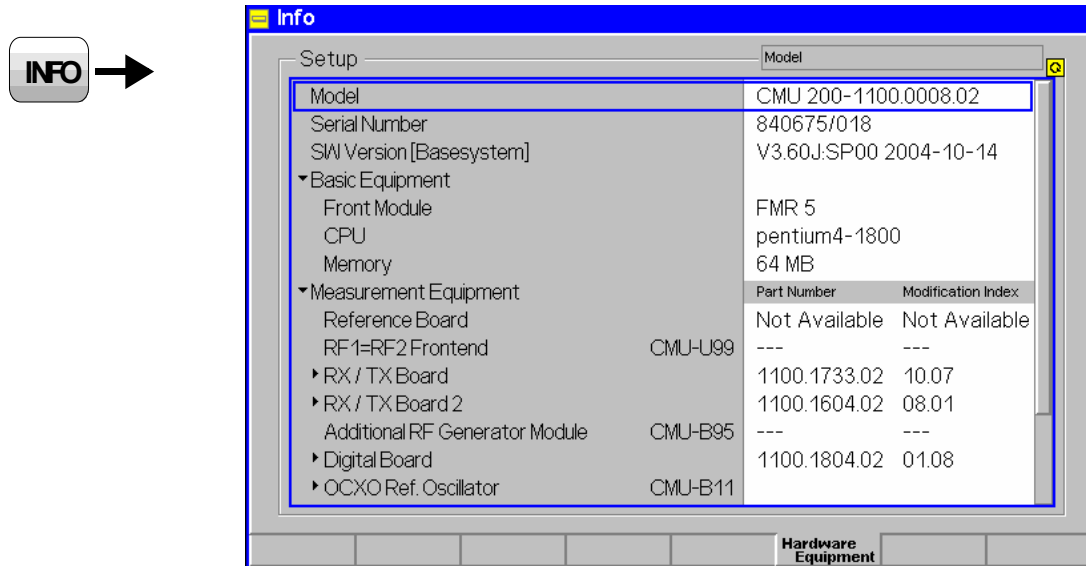 Info
INFO
Setup
Model
Model CMU 200-1100.0008.02
Serial Number 840675/018
SW Version [Basesystem] V3.60J:SP00 2004-10-14
Basic Equipment
Front Module FMR 5
CPU pentium4-1800
Memory 64 MB
Measurement Equipment Part Number Modification Index
Reference Board Not Available Not Available
RF1=RF2 Frontend CMU-U99 --- ---
RX / TX Board 1100.1733.02 10.07
RX / TX Board 2 1100.1604.02 08.01
Additional RF Generator Module CMU-B95 --- ---
Digital Board 1100.1804.02 01.08
OCXO Ref. Oscillator CMU-B11
Hardware
Equipment